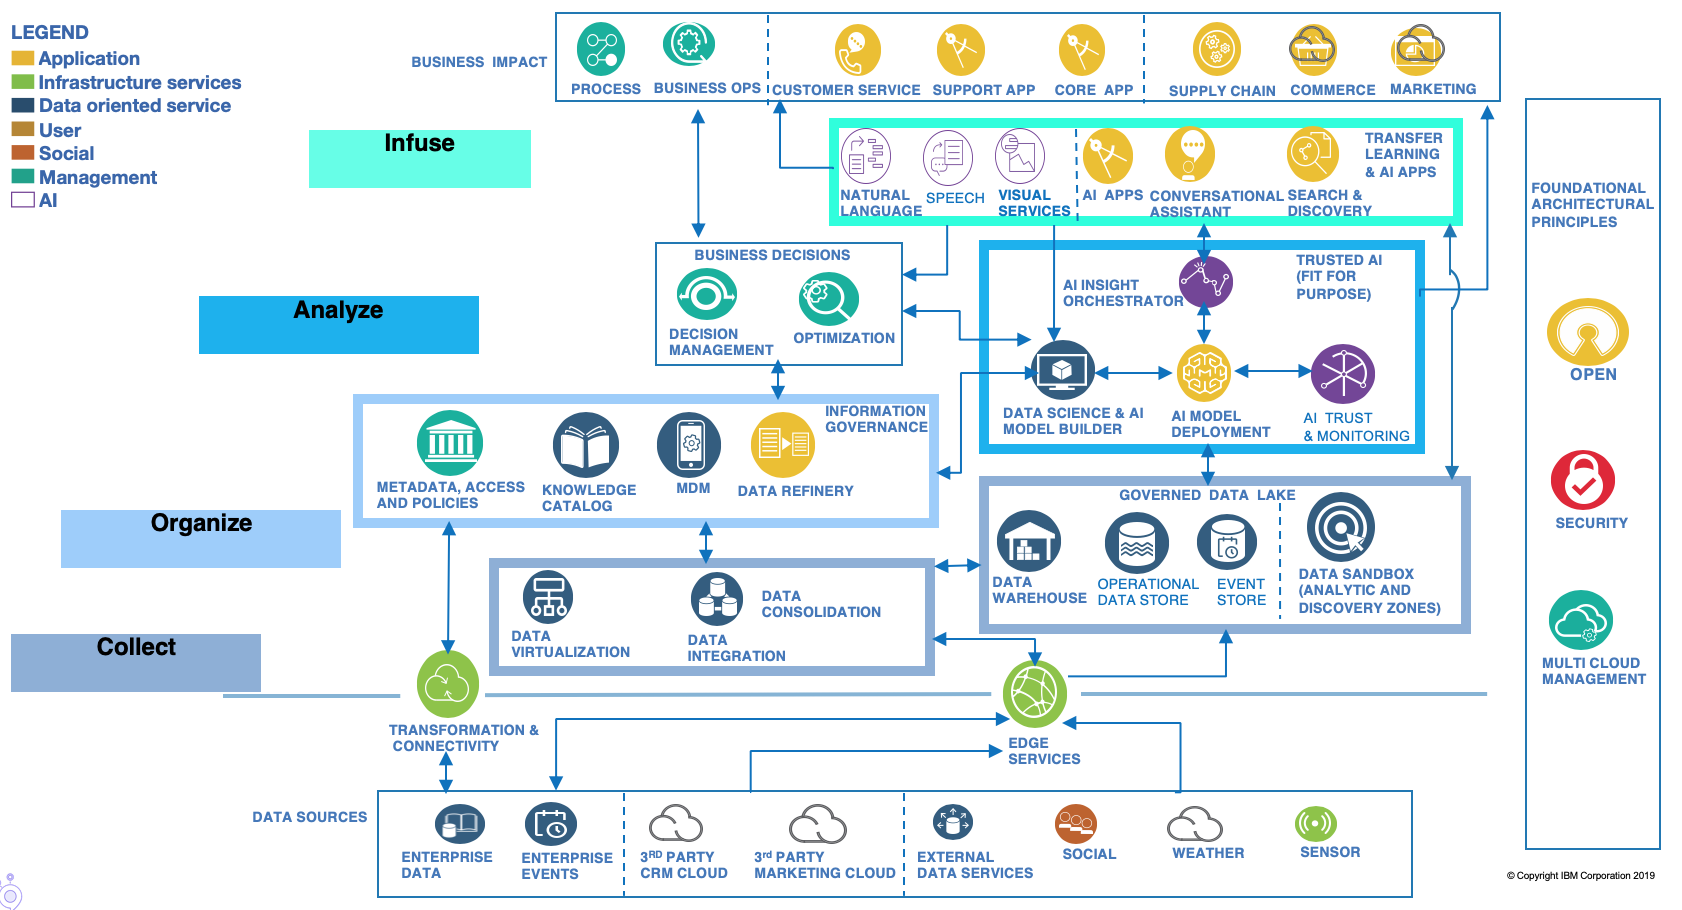 LEGEND
Application
Infrastructure services
Data oriented service
User
Social
Management
AI
BUSINESS IMPACT
PROCESS
BUSINESS OPS
CUSTOMER SERVICE
SUPPORT APP
CORE APP
SUPPLY CHAIN
COMMERCE
MARKETING
Infuse
NATURAL
LANGUAGE
SPEECH
VISUAL
SERVICES
AI APPS
CONVERSATIONAL
ASSISTANT
SEARCH &
DISCOVERY
TRANSFER
LEARNING
& AI APPS
FOUNDATIONAL
ARCHITECTURAL
PRINCIPLES
OPEN
SECURITY
MULTI CLOUD
MANAGEMENT
Analyze
BUSINESS DECISIONS
DECISION
MANAGEMENT
OPTIMIZATION
AI INSIGHT
ORCHESTRATOR
TRUSTED AI
(FIT FOR
PURPOSE)
DATA SCIENCE & AI
MODEL BUILDER
AI MODEL
DEPLOYMENT
AI TRUST
& MONITORING
Organize
INFORMATION
GOVERNANCE
METADATA, ACCESS
AND POLICIES
KNOWLEDGE
CATALOG
MDM
DATA REFINERY
GOVERNED DATA LAKE
DATA
WAREHOUSE
OPERATIONAL
DATA STORE
EVENT
STORE
DATA SANDBOX
(ANALYTIC AND
DISCOVERY ZONES)
Collect
DATA
VIRTUALIZATION
DATA
INTEGRATION
DATA
CONSOLIDATION
TRANSFORMATION &
CONNECTIVITY
EDGE
SERVICES
DATA SOURCES
ENTERPRISE
DATA
ENTERPRISE
EVENTS
3RD PARTY
CRM CLOUD
3rd PARTY
MARKETING CLOUD
EXTERNAL
DATA SERVICES
SOCIAL
WEATHER
SENSOR
© Copyright IBM Corporation 2019